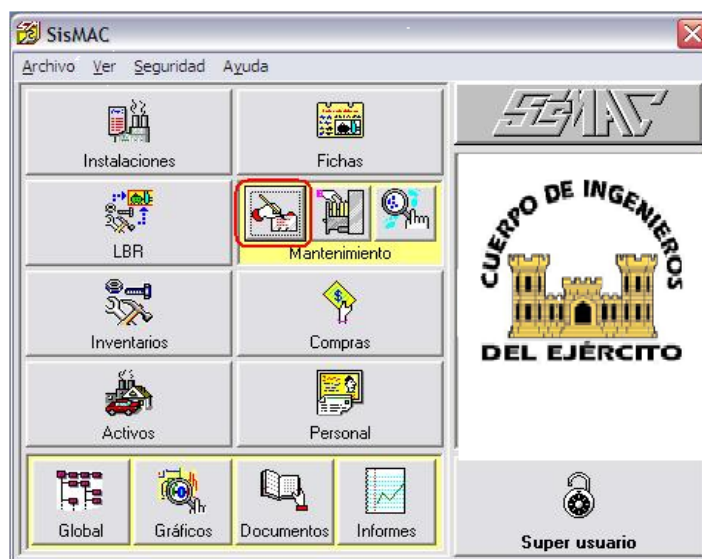 SisMAC
Archivo Ver Seguridad Ayuda
Instalaciones
Fichas
SisMAC
LBR
Mantenimiento
Inventarios
Compras
Activos
Personal
Global
Gráficos
Documentos
Informes
CUERPO DE INGENIEROS
DEL EJÉRCITO
Super usuario